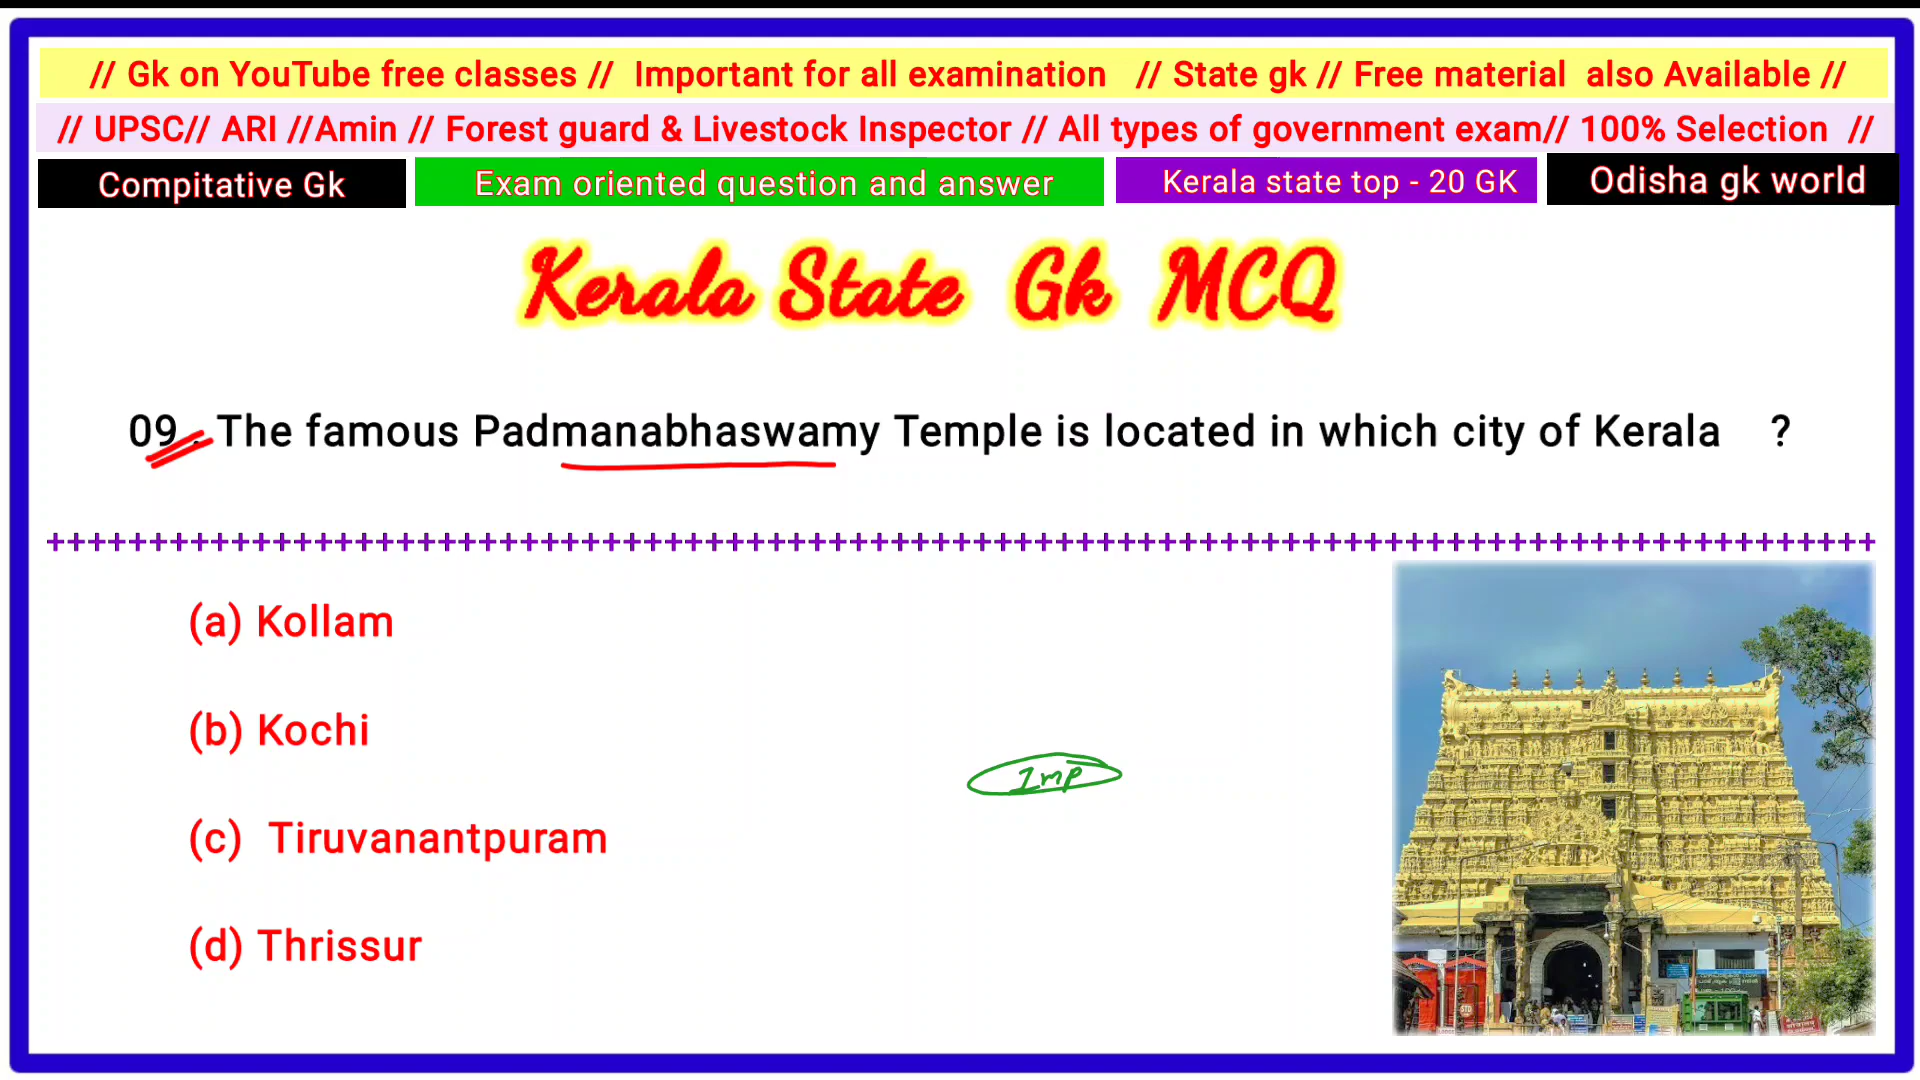 // Gk on YouTube free classes // Important for all examination // State gk // Free material also Available //
// UPSC// ARI //Amin // Forest guard & Livestock Inspector // All types of government exam// 100% Selection //
Compitative Gk Exam oriented question and answer Kerala state top - 20 GK Odisha gk world
Kerala State Gk MCQ
09 . The famous Padmanabhaswamy Temple is located in which city of Kerala ?
++++++++++++++++++++++++++++++++++++++++++++++++++++++++++++++++++++++++++++++++++++++++
(a) Kollam
(b) Kochi
Imp
(c) Tiruvanantpuram
(d) Thrissur
STD